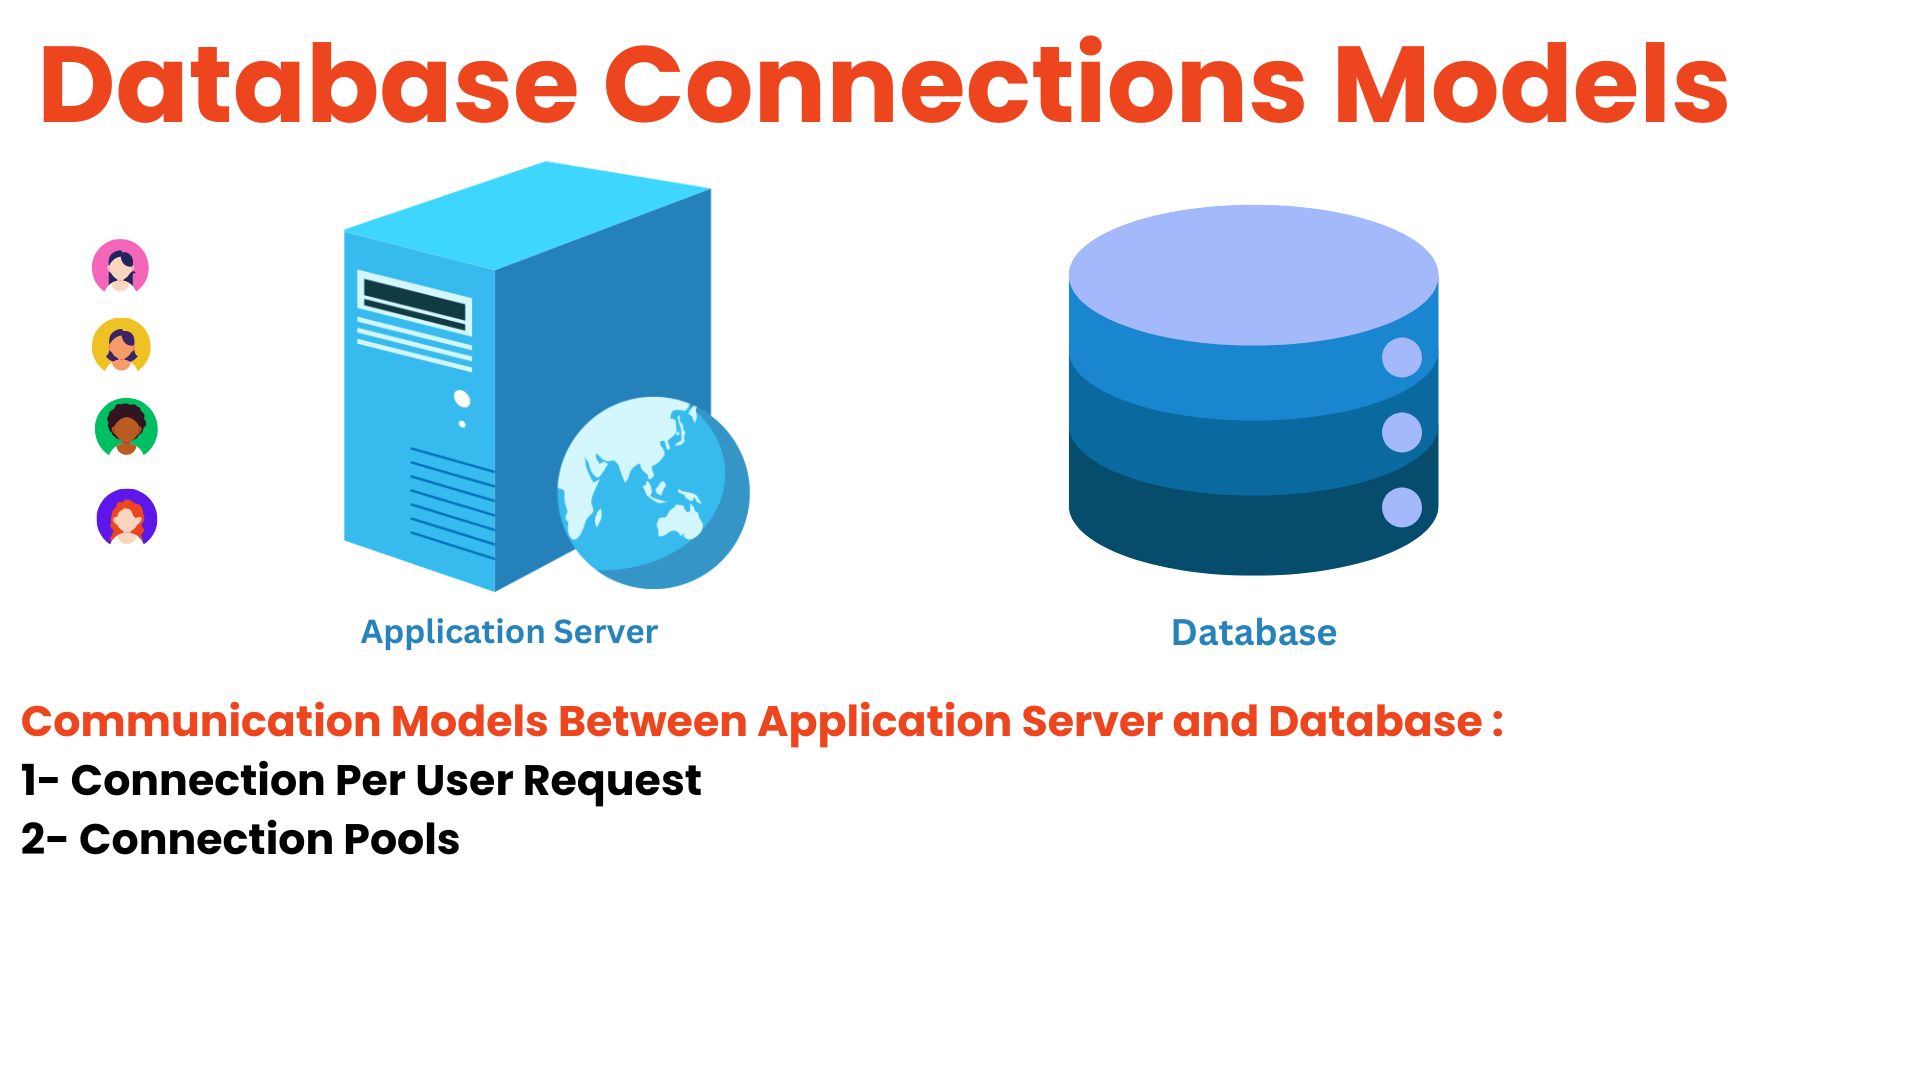 Database Connections Models
Application Server
Database
Communication Models Between Application Server and Database :
1- Connection Per User Request
2- Connection Pools